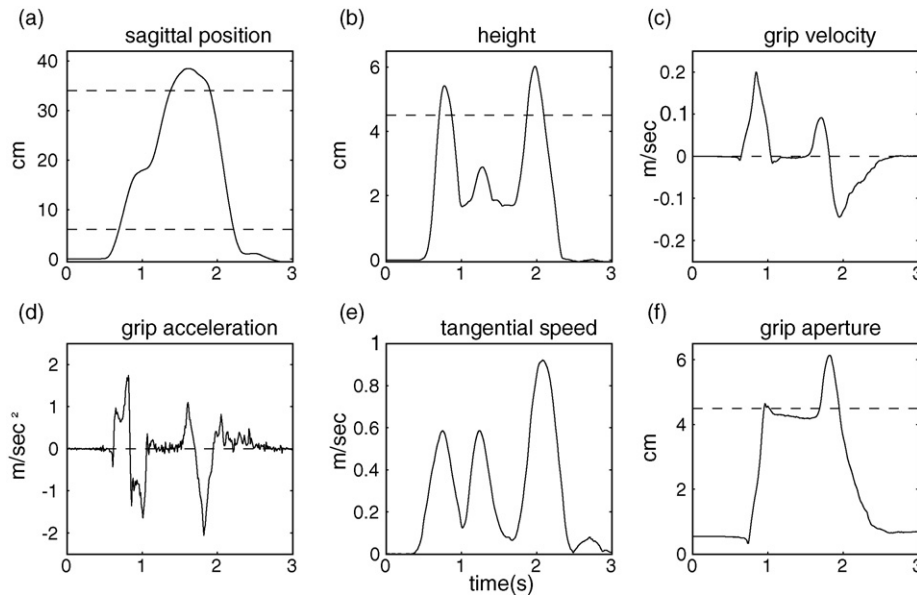 (a)
sagittal position
40
30
20
10
0
cm
0 1 2 3
(b)
height
6
4
2
0
cm
0 1 2 3
(c)
grip velocity
0.2
0.1
0
-0.1
-0.2
m/sec
0 1 2 3
(d)
grip acceleration
2
1
0
-1
-2
m/sec²
0 1 2 3
(e)
tangential speed
1
0.8
0.6
0.4
0.2
0
m/sec
0 1 2 3
time(s)
(f)
grip aperture
6
4
2
0
cm
0 1 2 3